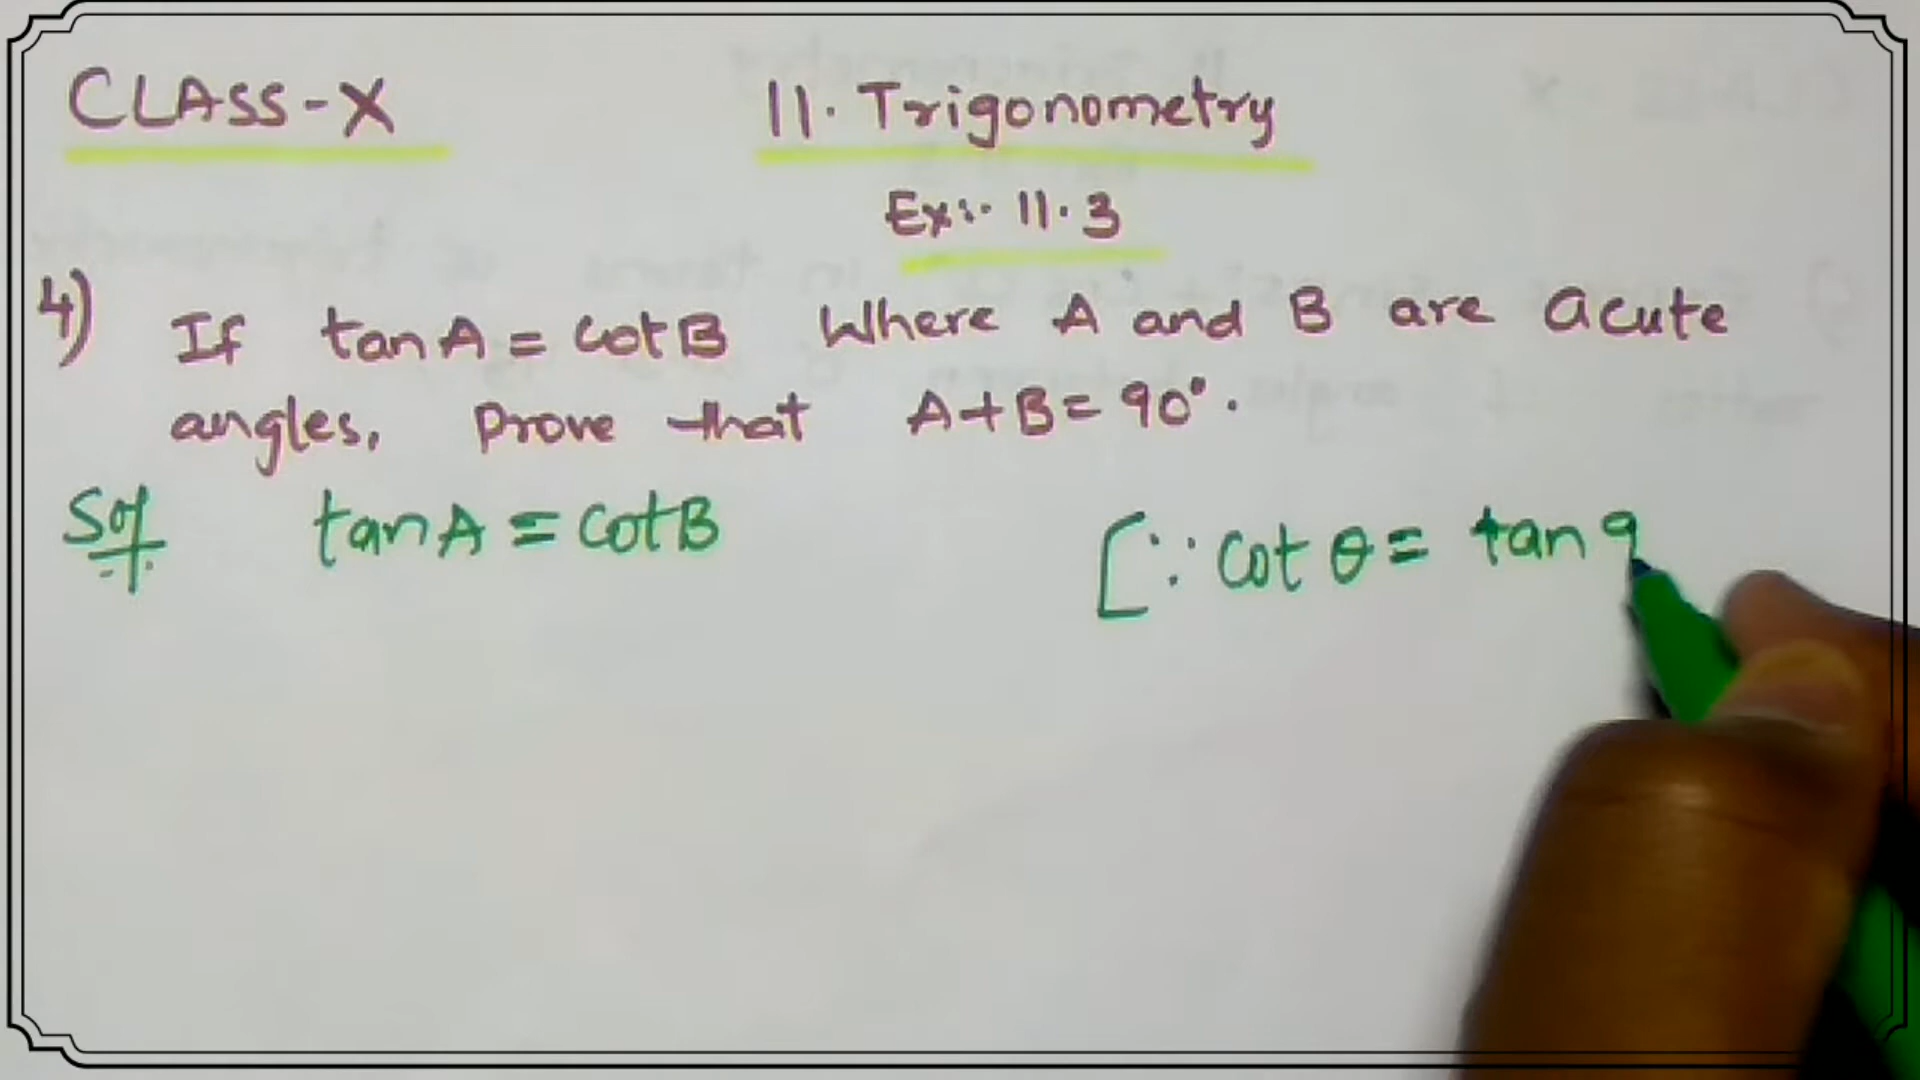 CLASS-X 11. Trigonometry
Ex:- 11.3
4) If tan A = cot B Where A and B are acute
angles, prove that A+B = 90°.
Sol tan A = cot B [∵ cot θ = tan 9